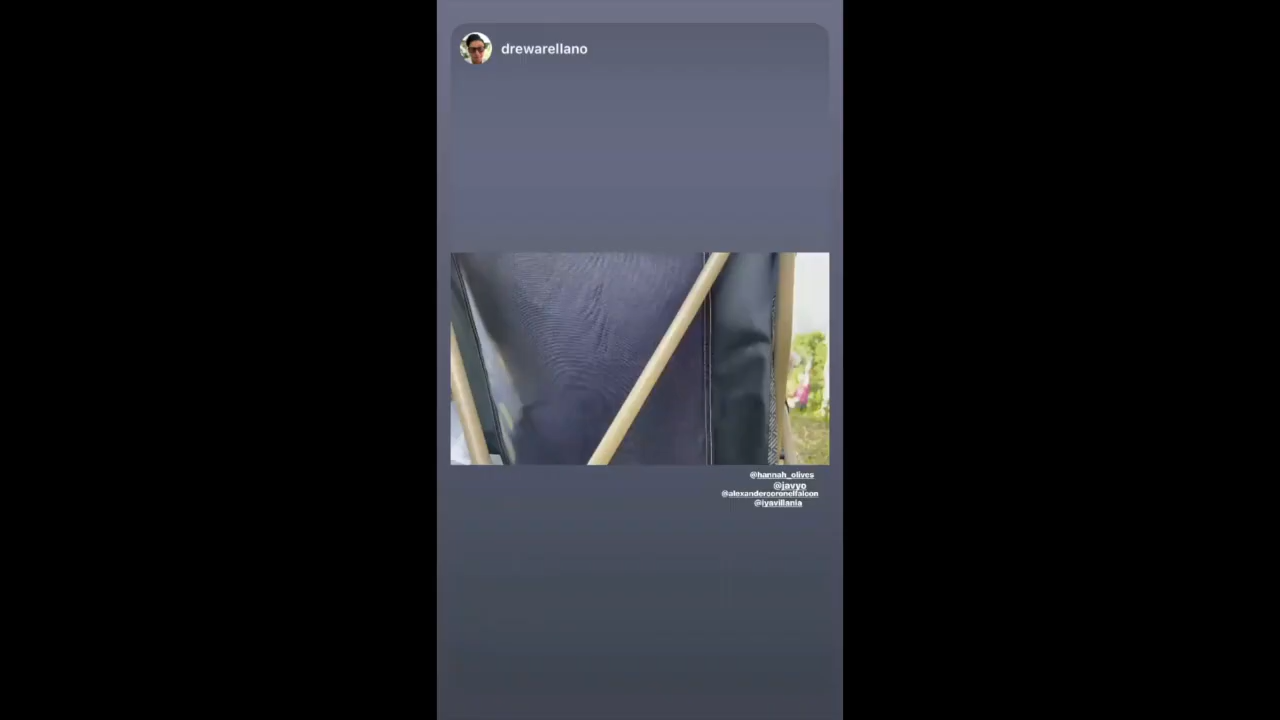 drewarellano
@hannah_olives
@javyo
@alexandercoronelfalcon
@iyavillania